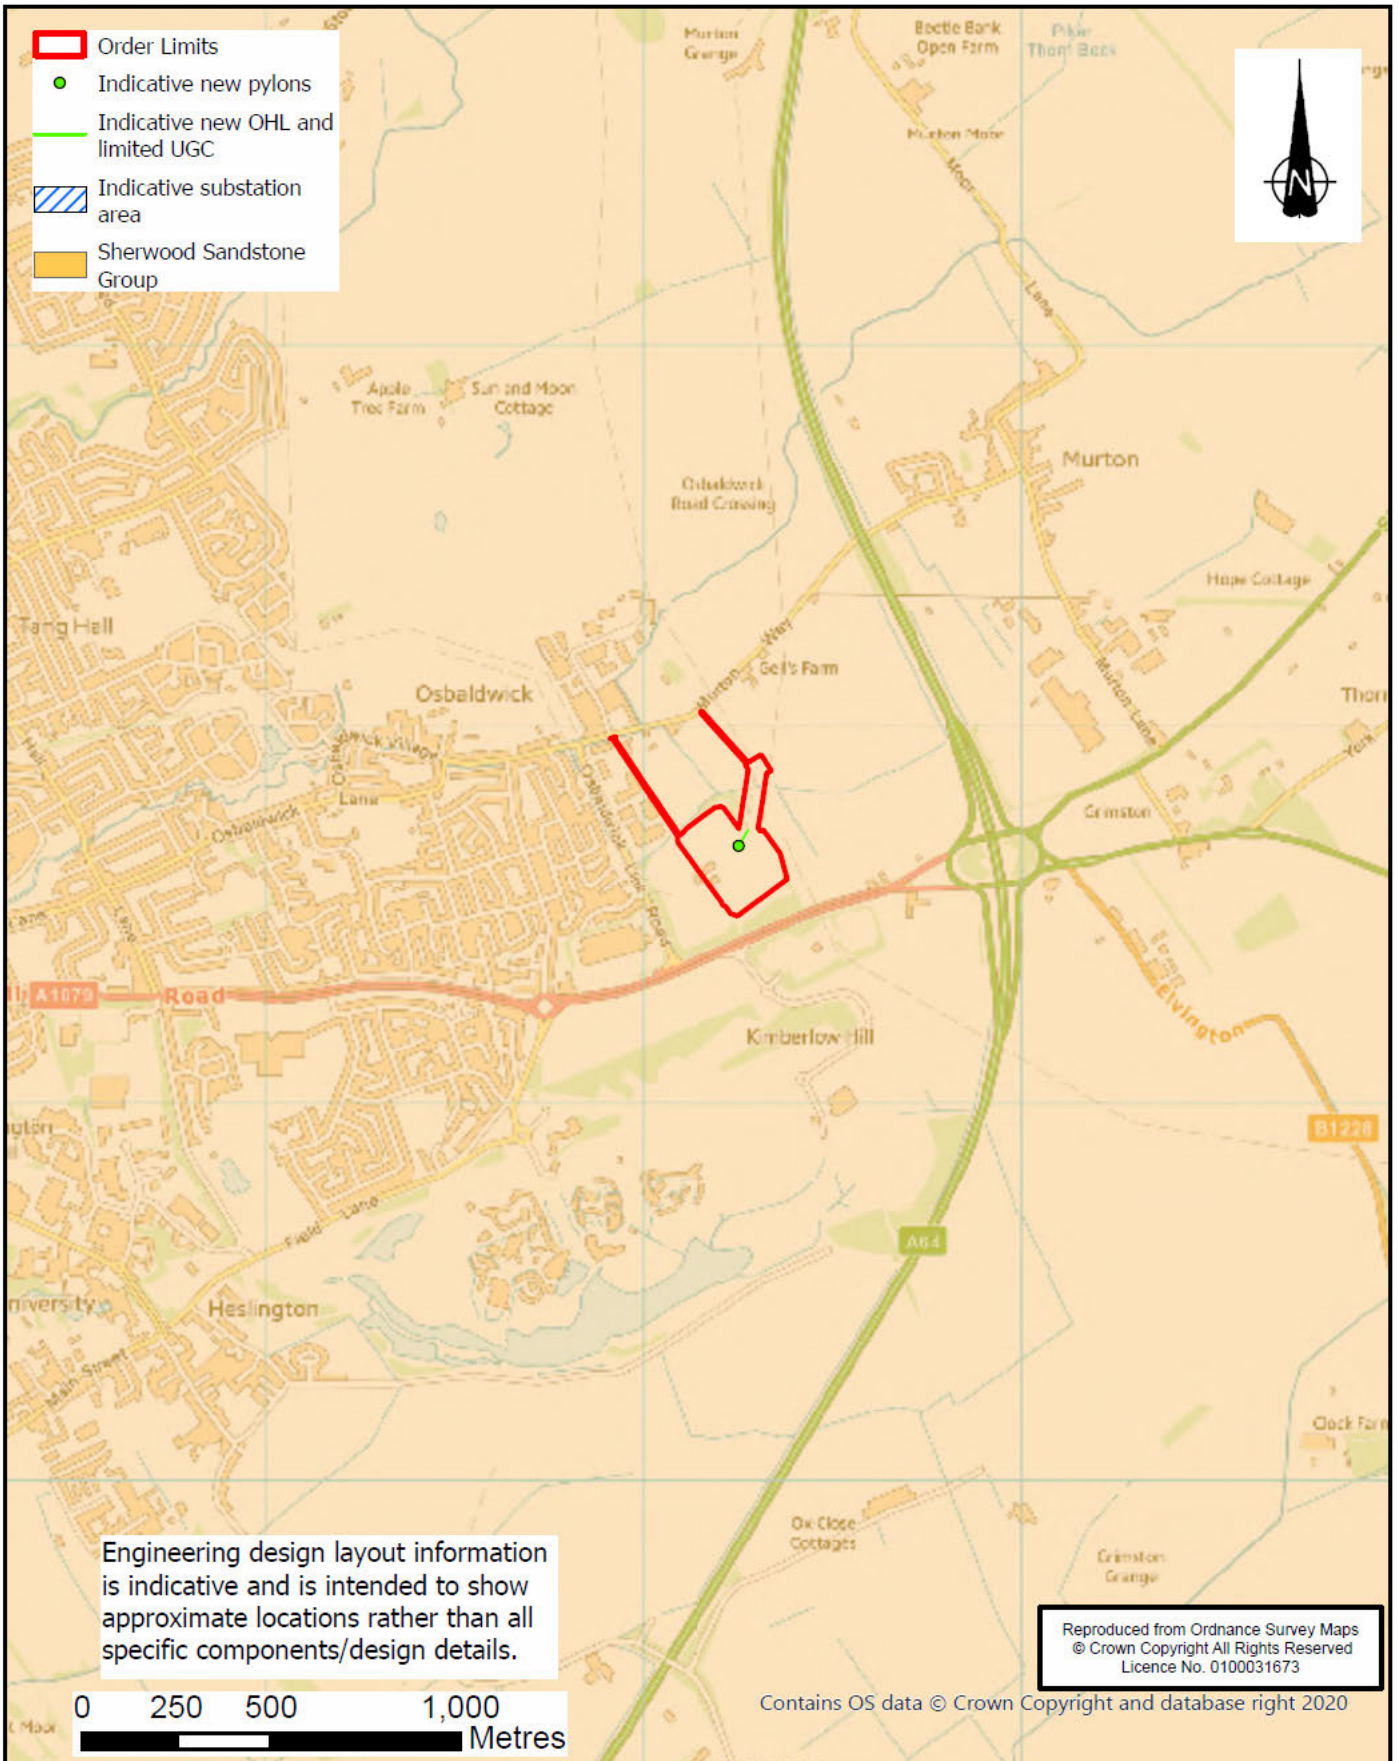 Order Limits
Indicative new pylons
Indicative new OHL and
limited UGC
Indicative substation
area
Sherwood Sandstone
Group
Murton
Grange
Beetle Bank
Open Farm
Murton Moor
Moor
Lane
N
Apple
Tree Farm
Sun and Moon
Cottage
Murton
Osbaldwick
Road Crossing
Hope Cottage
Tang Hall
Murton Way
Gell's Farm
Osbaldwick
Murton Lane
York
Osbaldwick
Lane
Osbaldwick Link Road
Grimston
Lane
A1079
Road
Kimberlow Hill
Elvington
B1228
Field Lane
A64
Heslington
Main Street
Ox Close
Cottages
Grimston
Grange
Engineering design layout information
is indicative and is intended to show
approximate locations rather than all
specific components/design details.
Reproduced from Ordnance Survey Maps
© Crown Copyright All Rights Reserved
Licence No. 0100031673
Contains OS data © Crown Copyright and database right 2020
0 250 500 1,000
Metres